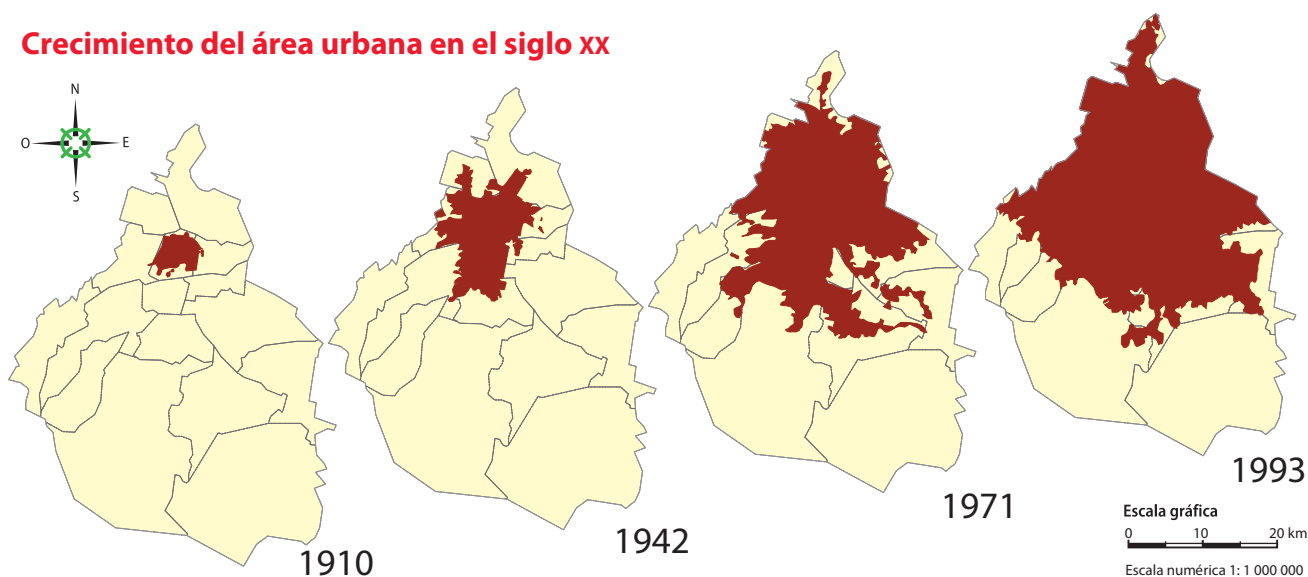 Crecimiento del área urbana en el siglo XX
N
O
E
S
1910
1942
1971
1993
Escala gráfica
0 10 20 km
Escala numérica 1: 1 000 000